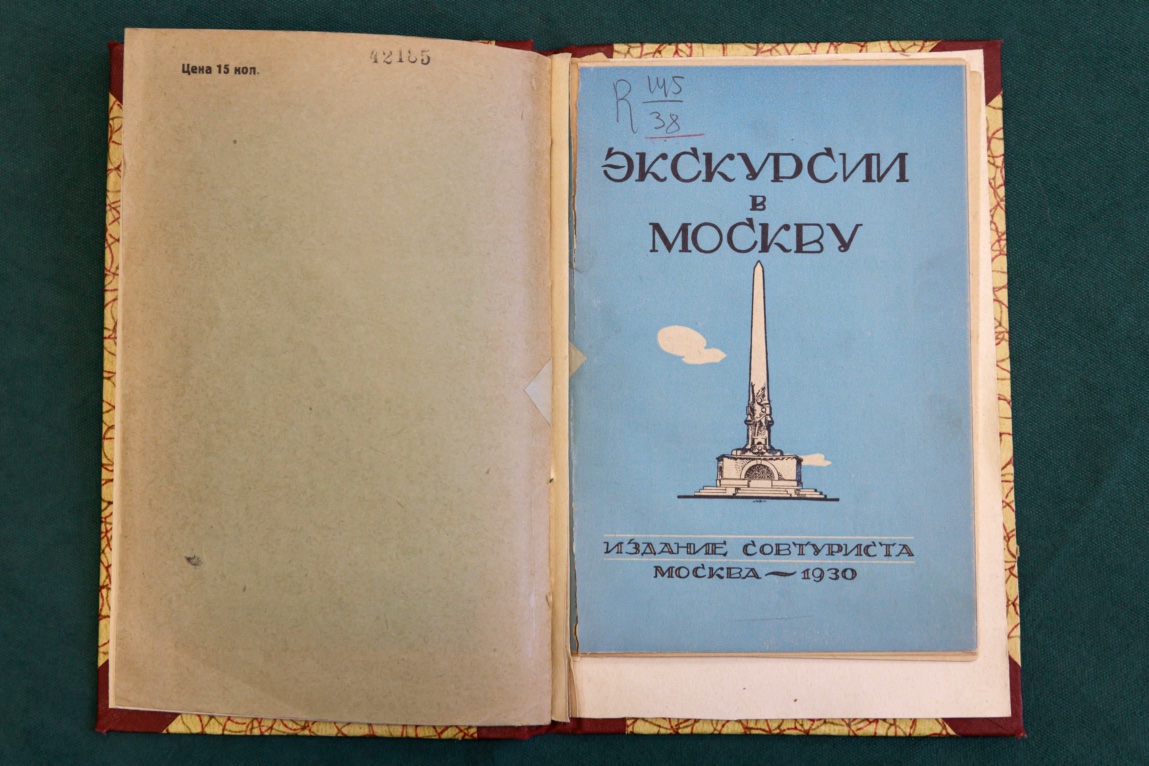 Цена 15 коп.
42185
R 145
38
ЭКСКУРСИИ
в
МОСКВУ
ИЗДАНИЕ СОВТУРИСТА
МОСКВА — 1930